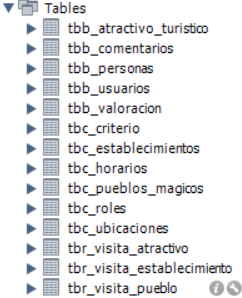 Tables
tbb_atractivo_turistico
tbb_comentarios
tbb_personas
tbb_usuarios
tbb_valoracion
tbc_criterio
tbc_establecimientos
tbc_horarios
tbc_pueblos_magicos
tbc_roles
tbc_ubicaciones
tbr_visita_atractivo
tbr_visita_establecimiento
tbr_visita_pueblo